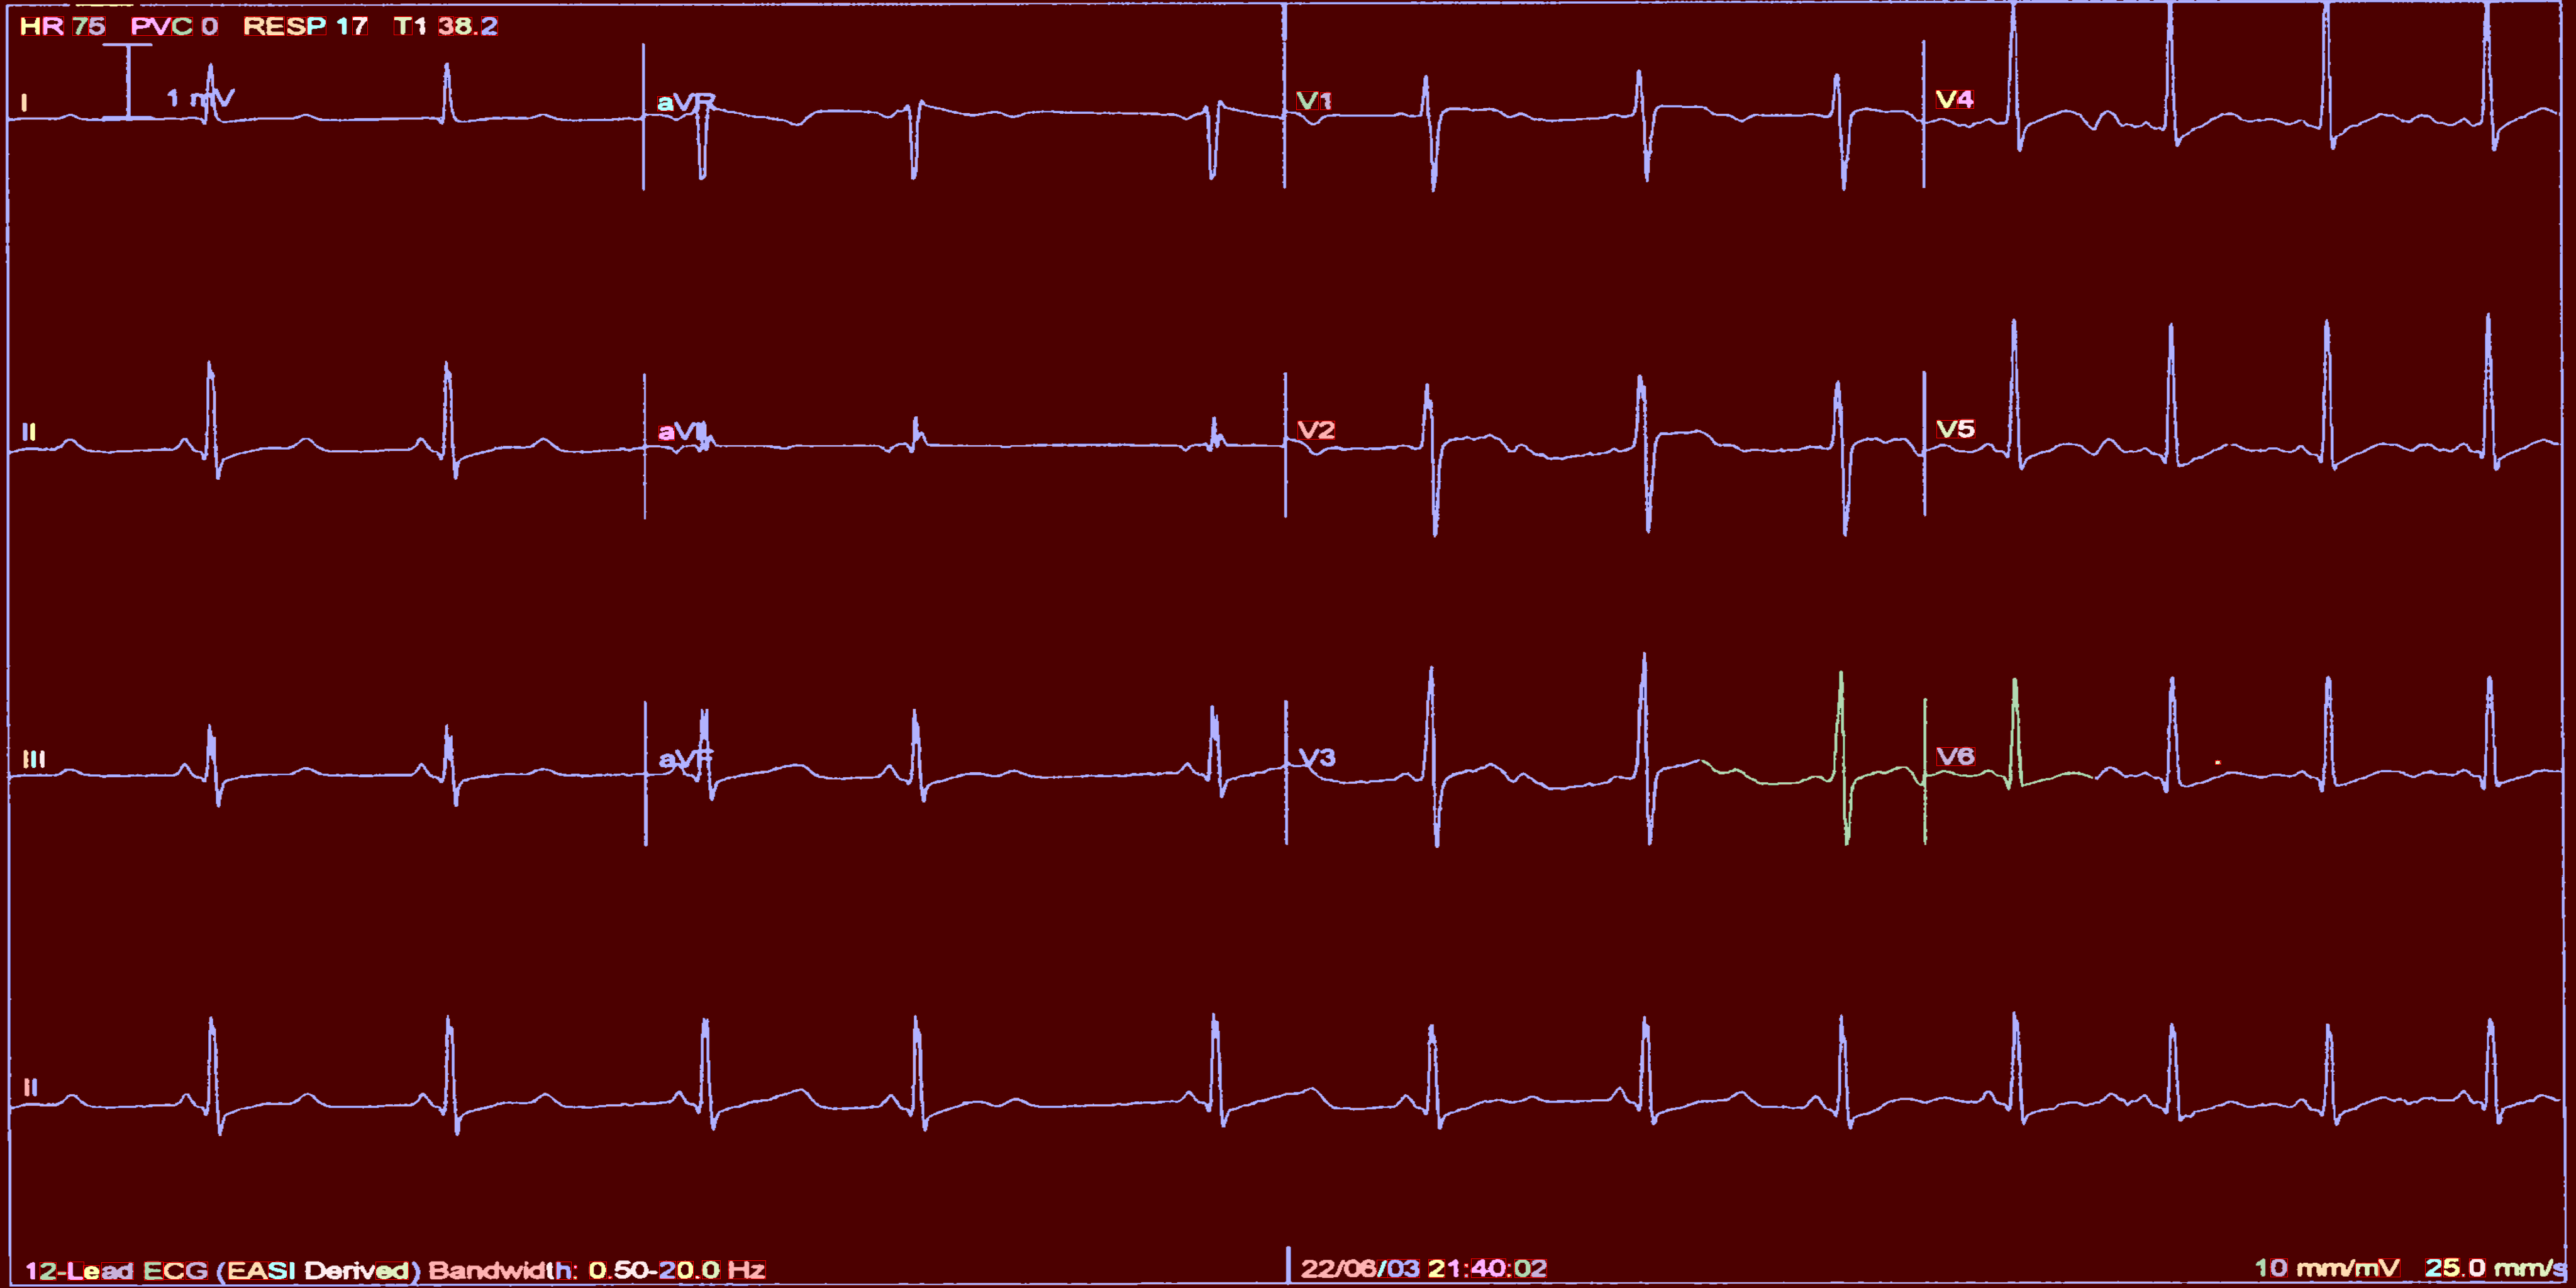 HR 75 PVC 0 RESP 17 T1 38.2
1 mV
I aVR V1 V4
II aVL V2 V5
III aVF V3 V6
II
12-Lead ECG (EASI Derived) Bandwidth: 0.50-20.0 Hz 22/06/03 21:40:02 10 mm/mV 25.0 mm/s